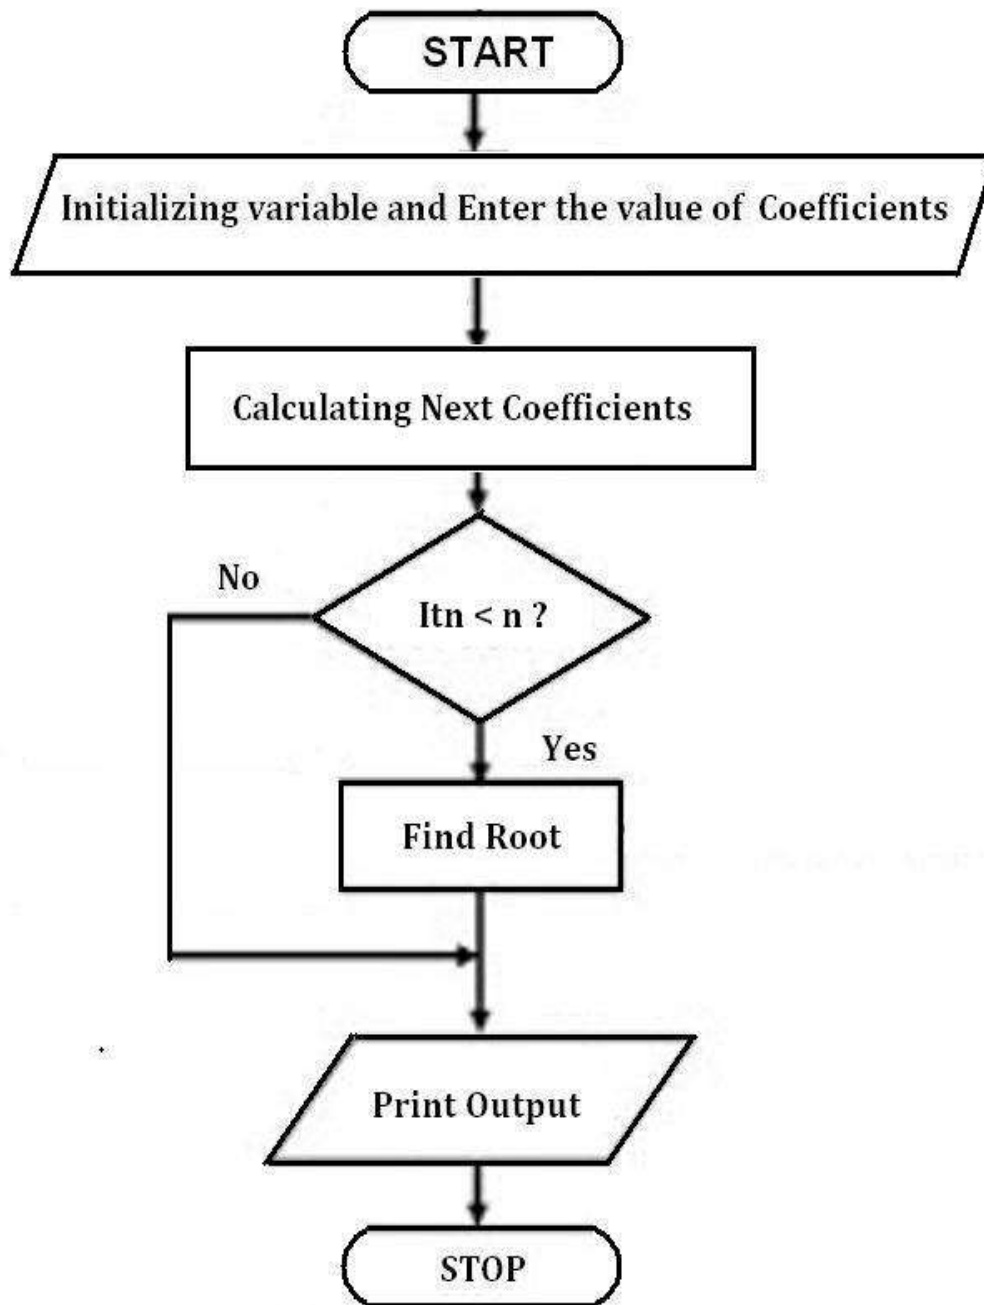 START
Initializing variable and Enter the value of Coefficients
Calculating Next Coefficients
No
Itn < n ?
Yes
Find Root
Print Output
STOP